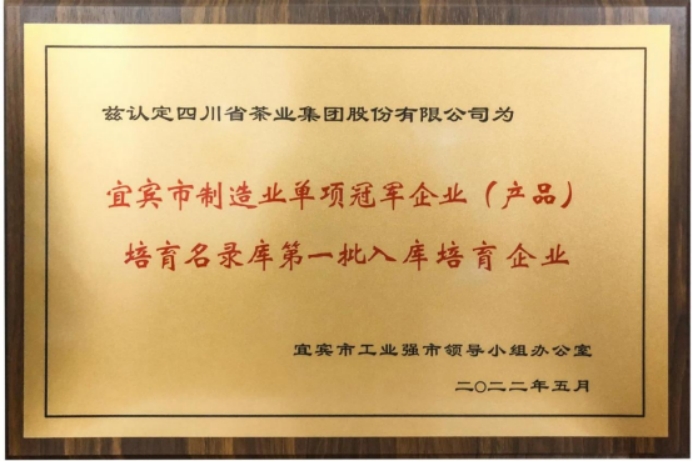 兹认定四川省茶业集团股份有限公司为
宜宾市制造业单项冠军企业（产品）
培育名录库第一批入库培育企业
宜宾市工业强市领导小组办公室
二〇二二年五月